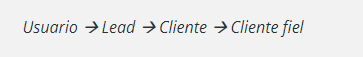 Usuario → Lead → Cliente → Cliente fiel